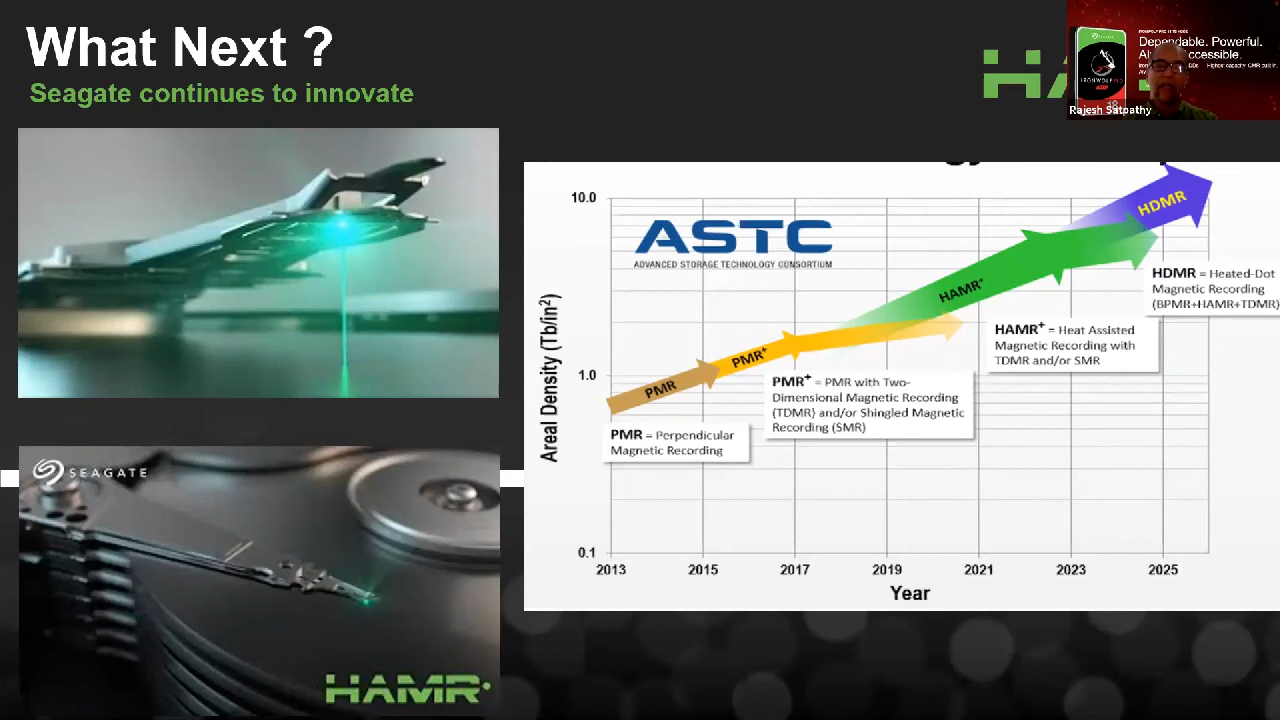 What Next ?
Seagate continues to innovate
HA
Dependable. Powerful.
Rajesh Satpathy
IRONWOLF PRO
SEAGATE
HAMR
ASTC
ADVANCED STORAGE TECHNOLOGY CONSORTIUM
Areal Density (Tb/in²)
10.0
1.0
0.1
PMR
PMR⁺
HAMR⁺
HDMR
HDMR = Heated-Dot
Magnetic Recording
(BPMR+HAMR+TDMR)
HAMR⁺ = Heat Assisted
Magnetic Recording with
TDMR and/or SMR
PMR⁺ = PMR with Two-
Dimensional Magnetic Recording
(TDMR) and/or Shingled Magnetic
Recording (SMR)
PMR = Perpendicular
Magnetic Recording
2013 2015 2017 2019 2021 2023 2025
Year